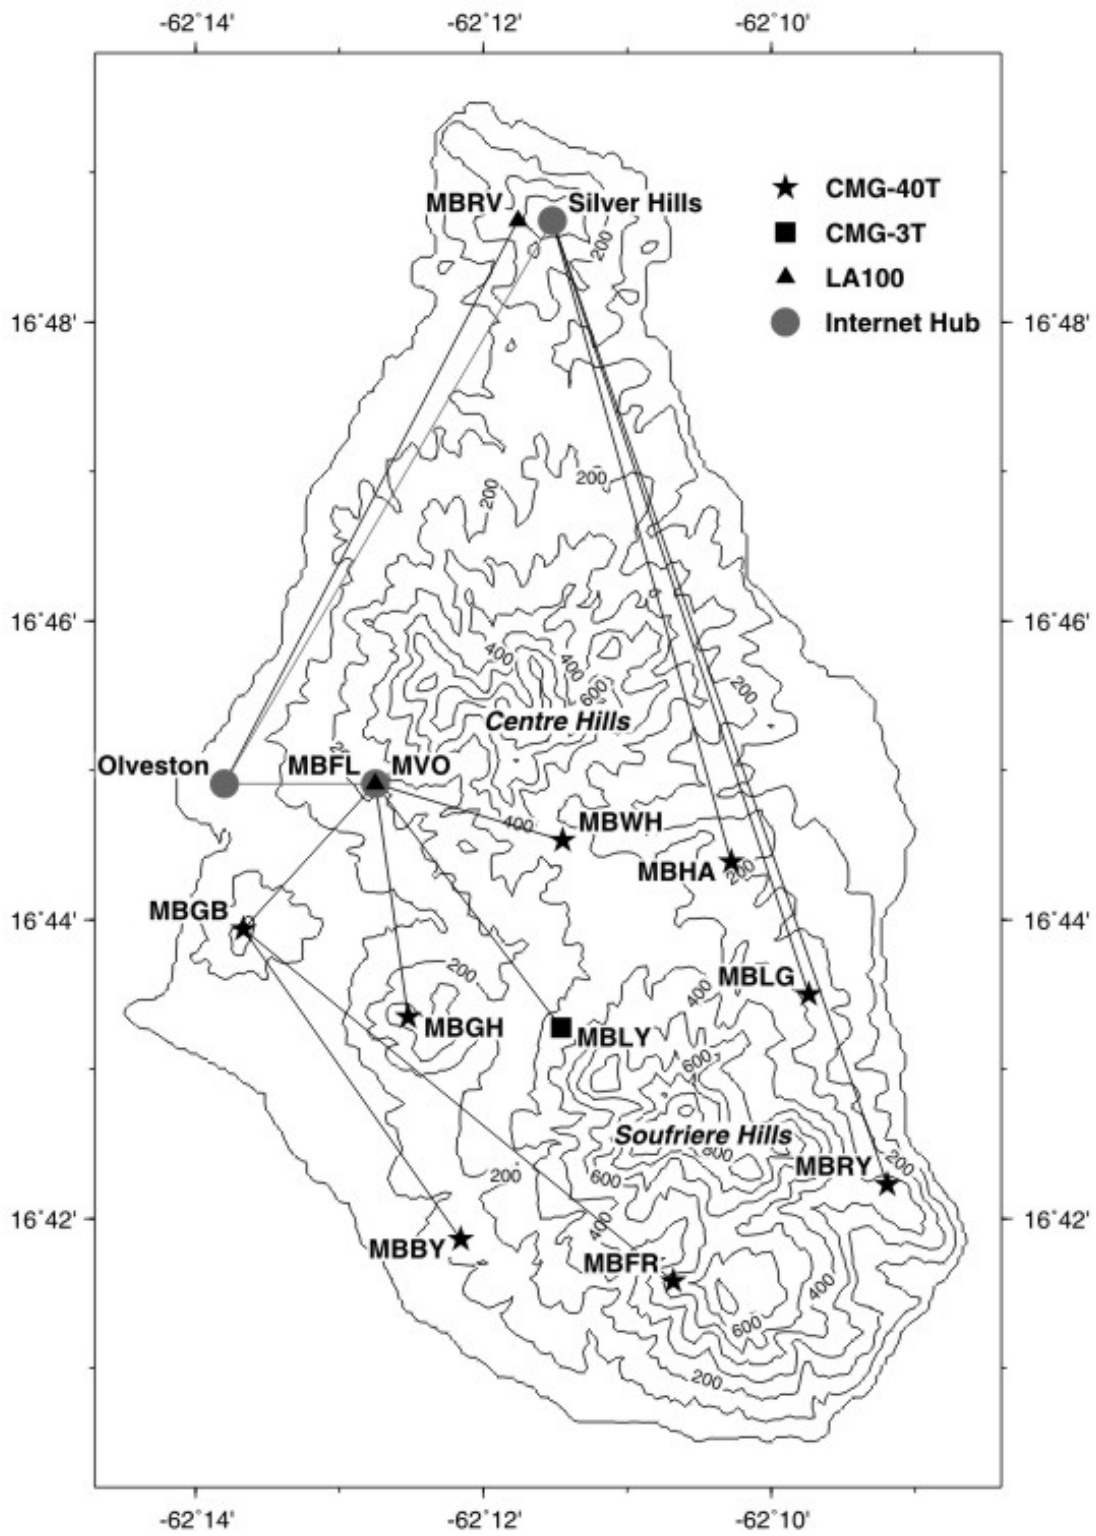 -62°14' -62°12' -62°10'
MBRV Silver Hills
CMG-40T
CMG-3T
LA100
Internet Hub
200
16°48' 16°48'
200
200
16°46' 16°46'
400
400
600
200
Centre Hills
Olveston MBFL MVO
400
MBWH
MBHA
200
MBGB
16°44' 16°44'
200
MBLG
400
MBGH
MBLY
600
Soufriere Hills
800
MBRY
200
200
600
16°42' 16°42'
400
MBBY
MBFR
400
600
200
-62°14' -62°12' -62°10'